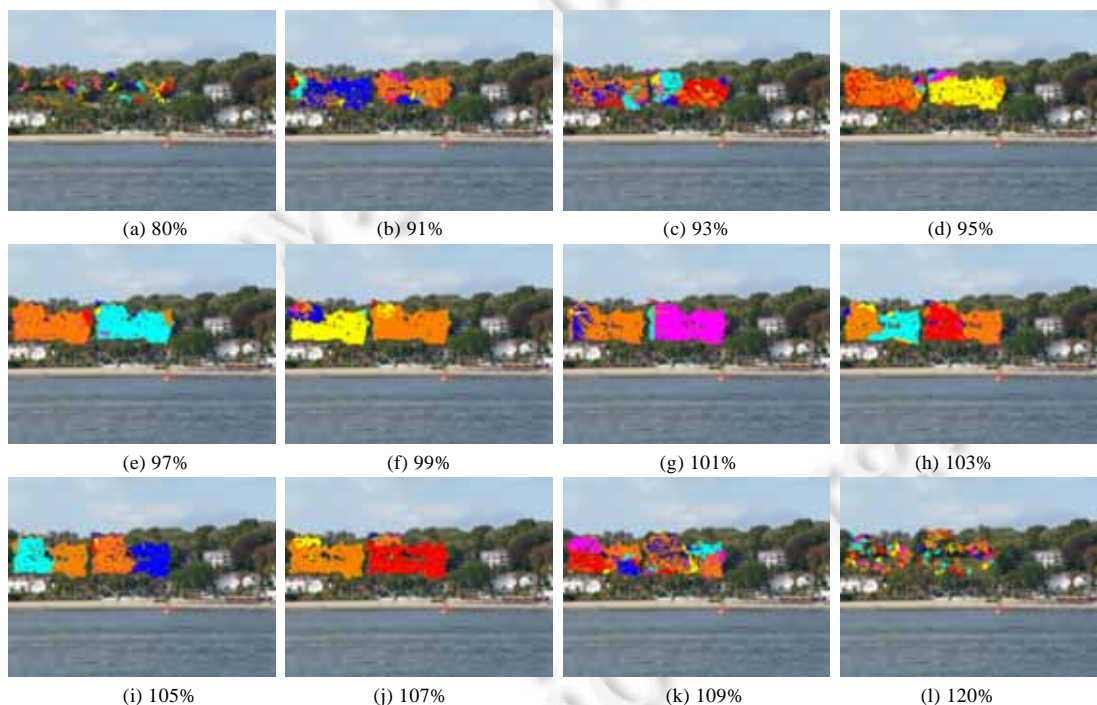 (a) 80% (b) 91% (c) 93% (d) 95%
(e) 97% (f) 99% (g) 101% (h) 103%
(i) 105% (j) 107% (k) 109% (l) 120%